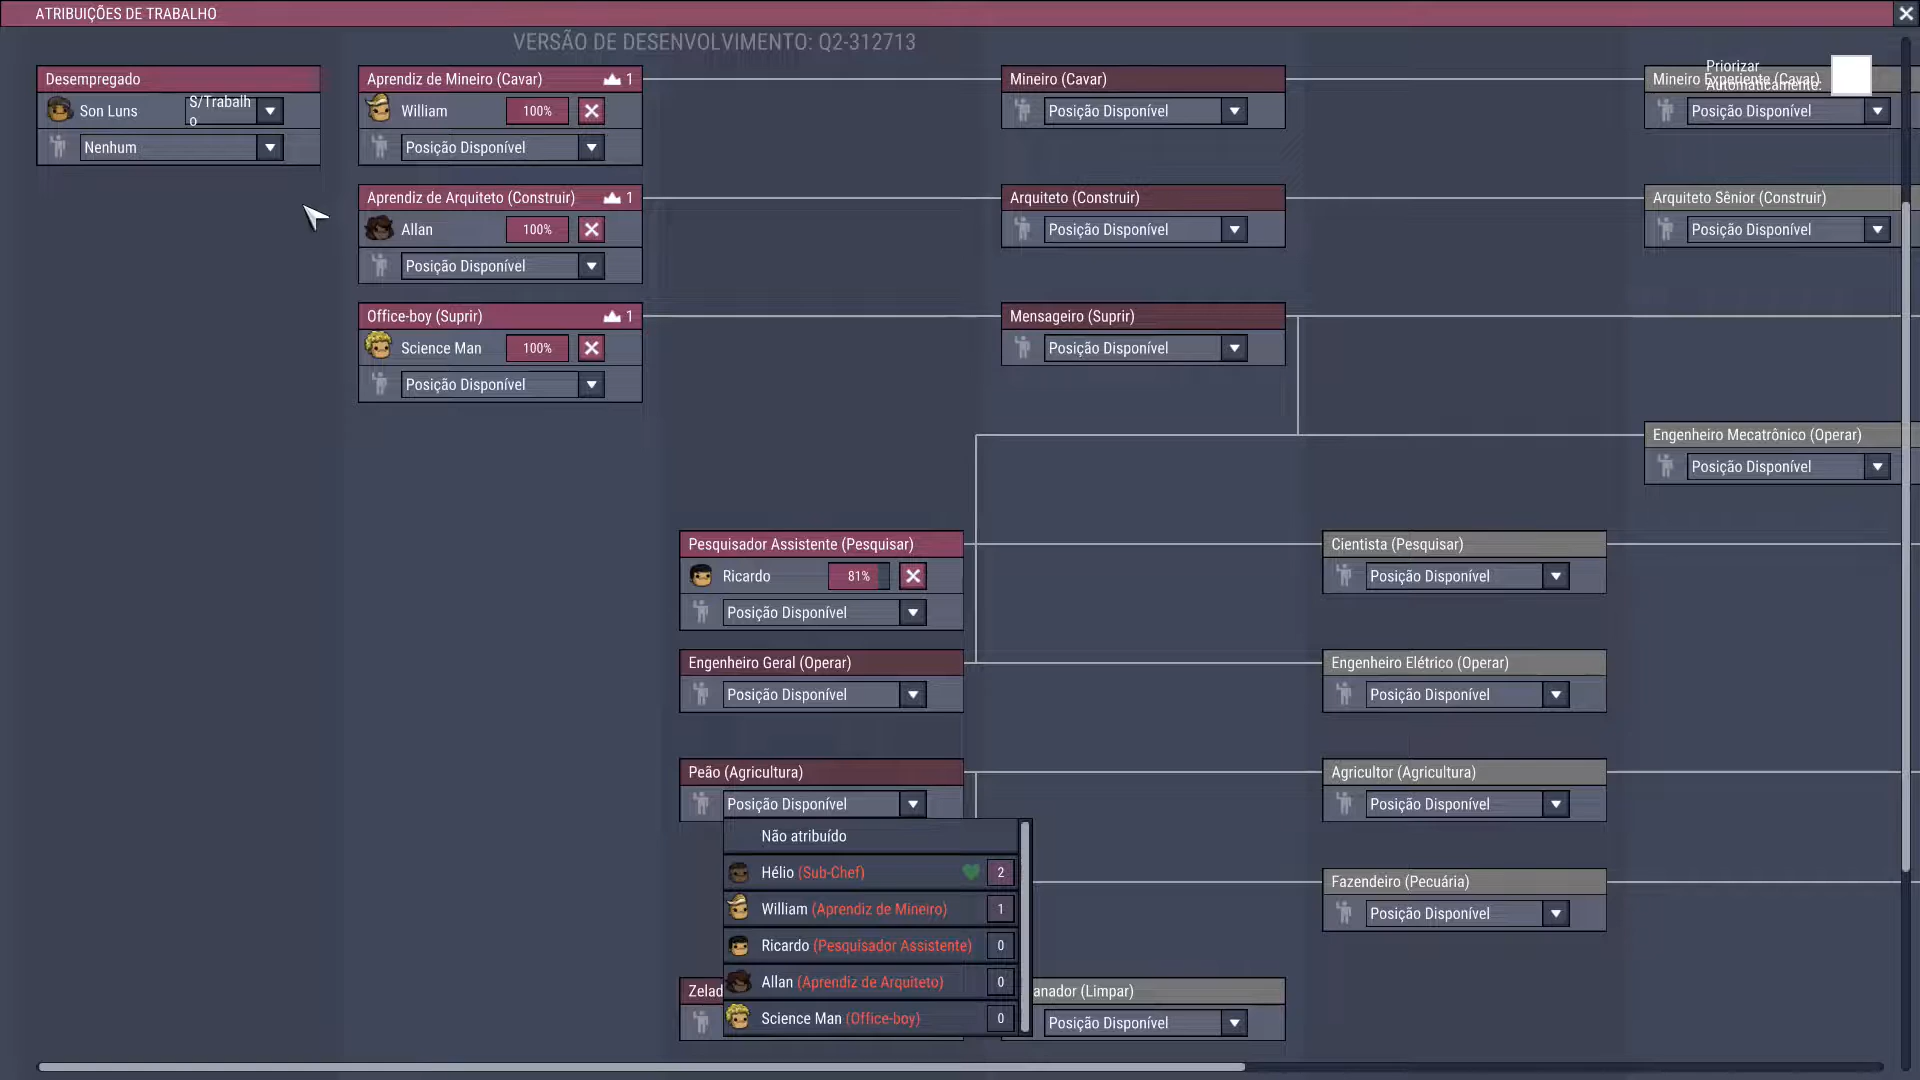 ATRIBUIÇÕES DE TRABALHO
VERSÃO DE DESENVOLVIMENTO: Q2-312713
Priorizar
Automaticamente:
Desempregado
Son Luns
S/Trabalh
o
Nenhum
Aprendiz de Mineiro (Cavar) 1
William 100%
Posição Disponível
Mineiro (Cavar)
Posição Disponível
Mineiro Experiente (Cavar)
Posição Disponível
Aprendiz de Arquiteto (Construir) 1
Allan 100%
Posição Disponível
Arquiteto (Construir)
Posição Disponível
Arquiteto Sênior (Construir)
Posição Disponível
Office-boy (Suprir) 1
Science Man 100%
Posição Disponível
Mensageiro (Suprir)
Posição Disponível
Engenheiro Mecatrônico (Operar)
Posição Disponível
Pesquisador Assistente (Pesquisar)
Ricardo 81%
Posição Disponível
Cientista (Pesquisar)
Posição Disponível
Engenheiro Geral (Operar)
Posição Disponível
Engenheiro Elétrico (Operar)
Posição Disponível
Peão (Agricultura)
Posição Disponível
Agricultor (Agricultura)
Posição Disponível
Não atribuído
Hélio (Sub-Chef) 2
William (Aprendiz de Mineiro) 1
Ricardo (Pesquisador Assistente) 0
Allan (Aprendiz de Arquiteto) 0
Science Man (Office-boy) 0
Fazendeiro (Pecuária)
Posição Disponível
Zelad
anador (Limpar)
Posição Disponível